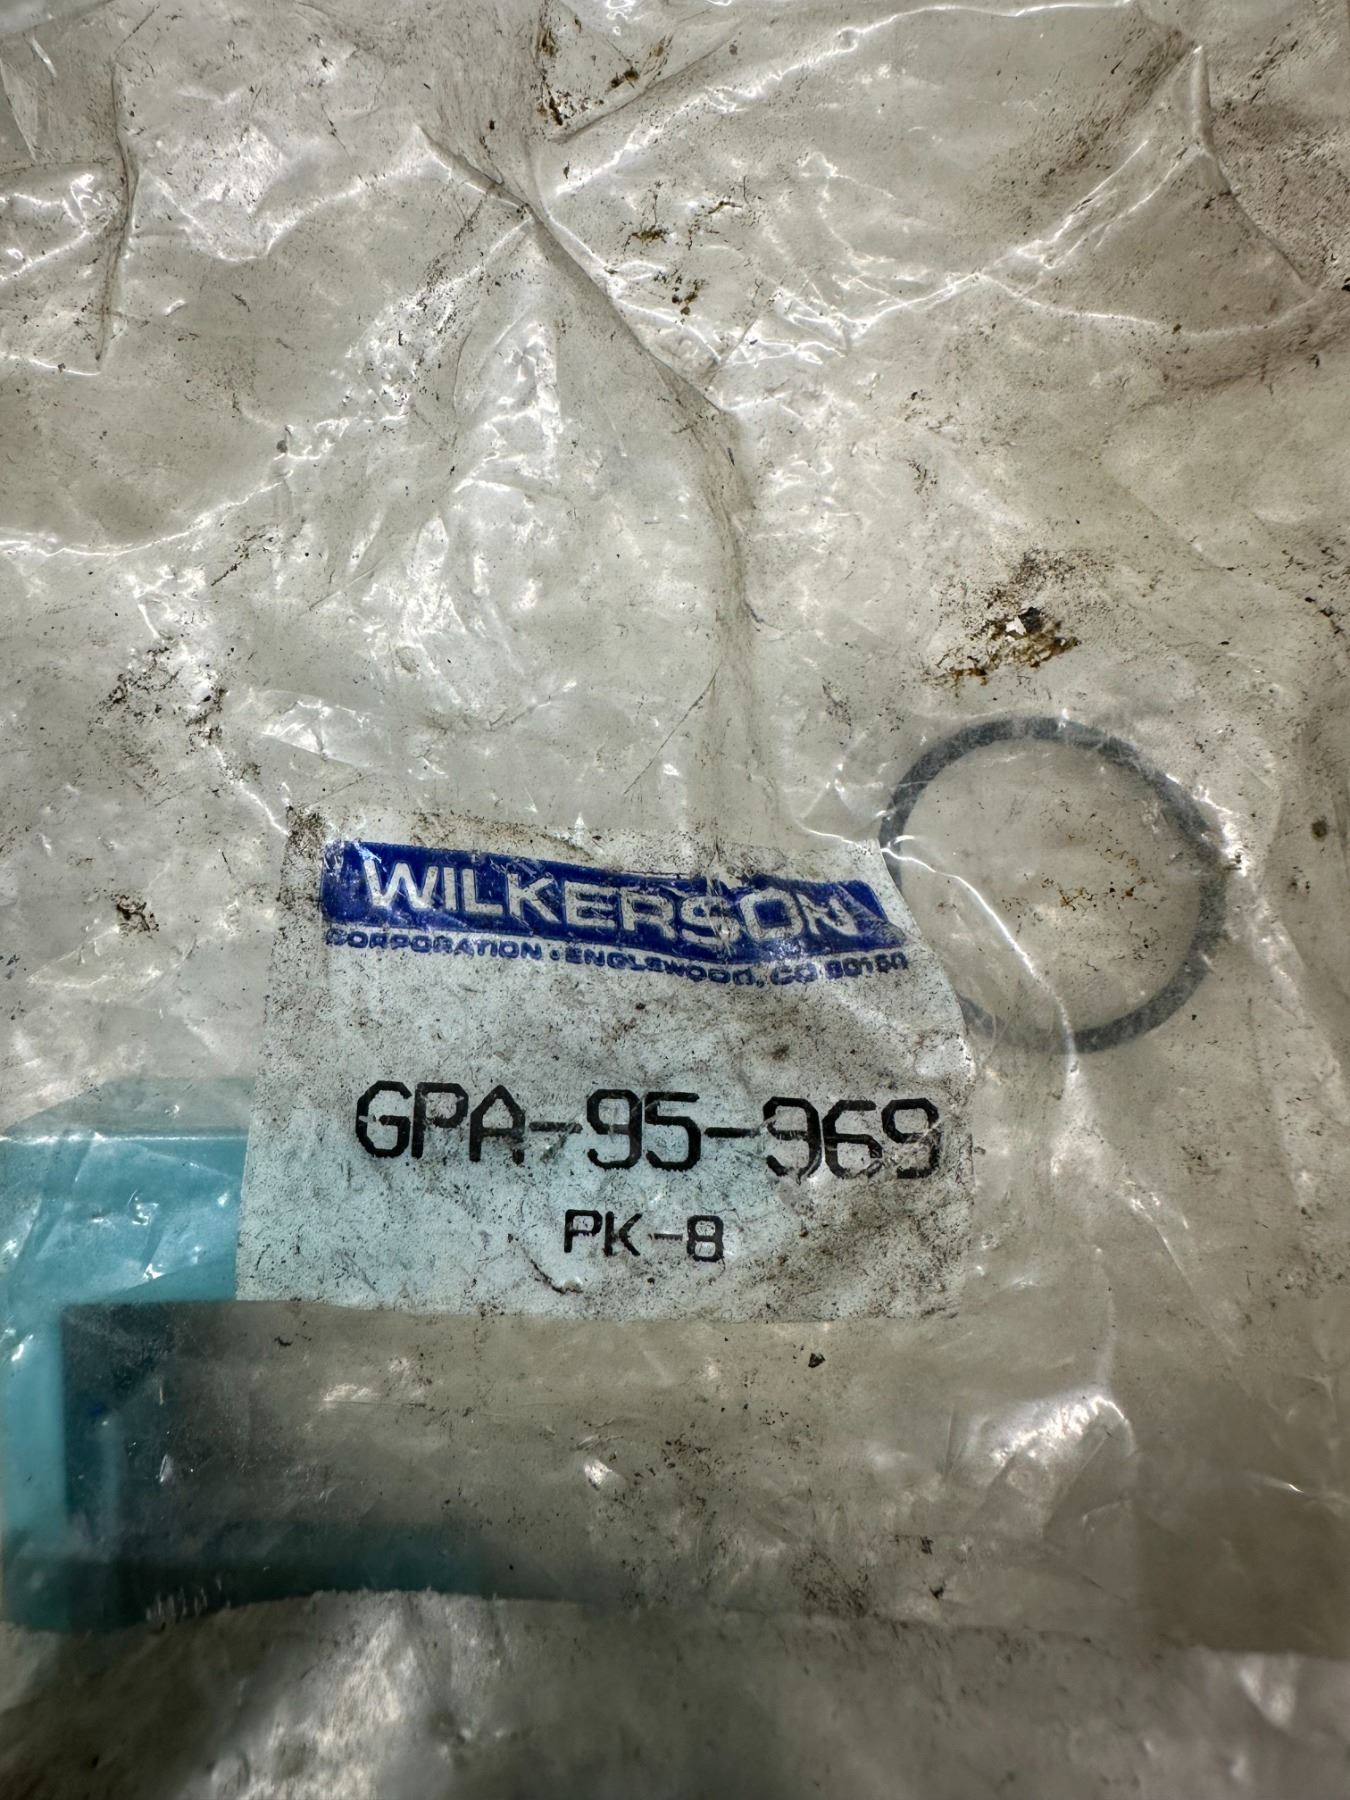 WILKERSON
CORPORATION • ENGLEWOOD, CO 80150
GPA-95-969
PK-8